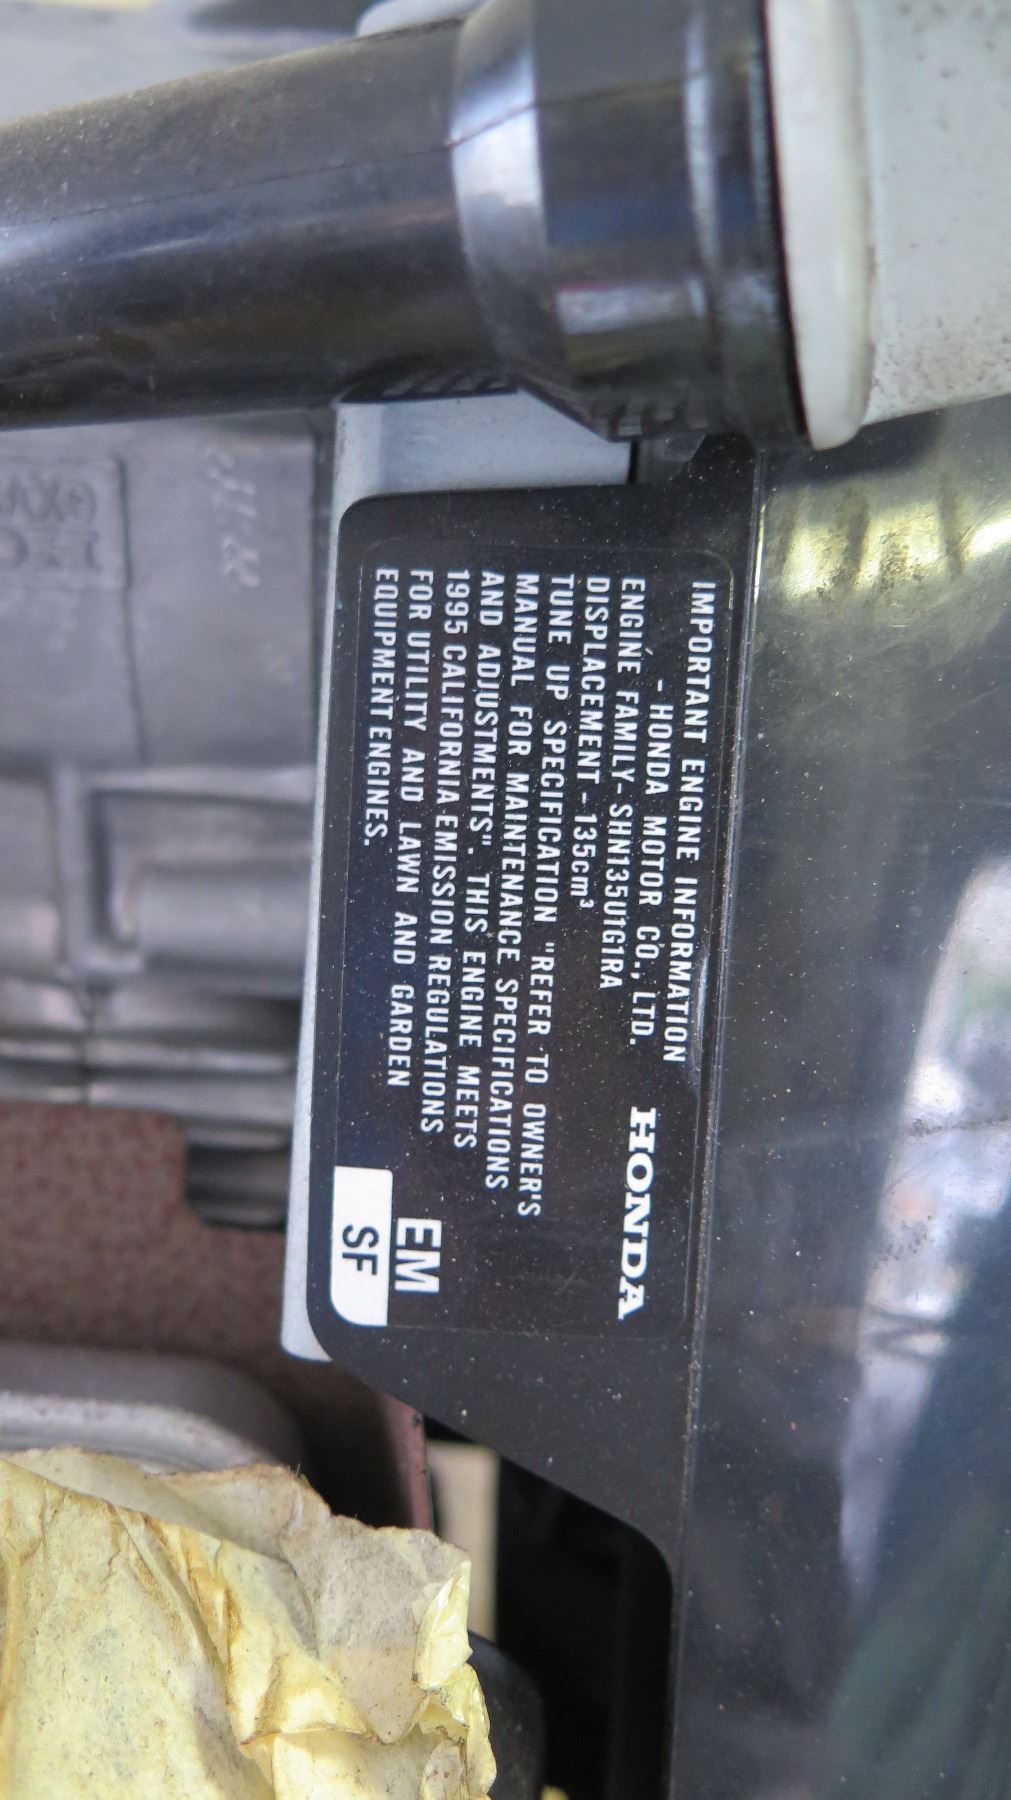 IMPORTANT ENGINE INFORMATION
- HONDA MOTOR CO., LTD.
HONDA
ENGINE FAMILY - SHN135U1G1RA
DISPLACEMENT - 135cm³
TUNE UP SPECIFICATION "REFER TO OWNER'S
MANUAL FOR MAINTENANCE SPECIFICATIONS
AND ADJUSTMENTS". THIS ENGINE MEETS
1995 CALIFORNIA EMISSION REGULATIONS
FOR UTILITY AND LAWN AND GARDEN
EQUIPMENT ENGINES.
EM
SF